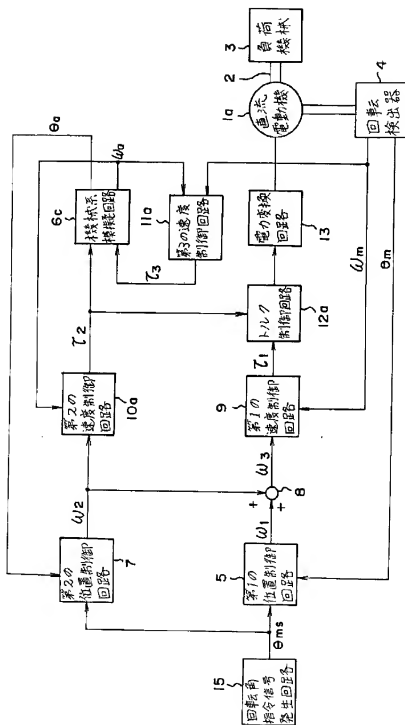 θa
ωa
機械系
模擬回路
6c
第3の速度
制御回路
11a
τ3
τ2
第2の
速度制御
回路
10a
ω2
第2の
位置制御
回路
7
3
負荷
機械
2
1a
直流
電動機
4
回転
検出器
電力変換
回路
13
ωm
θm
トルク
制御回路
12a
τ1
9
第1の
速度制御
回路
ω3
+
+
8
ω1
5
第1の
位置制御
回路
θms
15
回転角
指令信号
発生回路